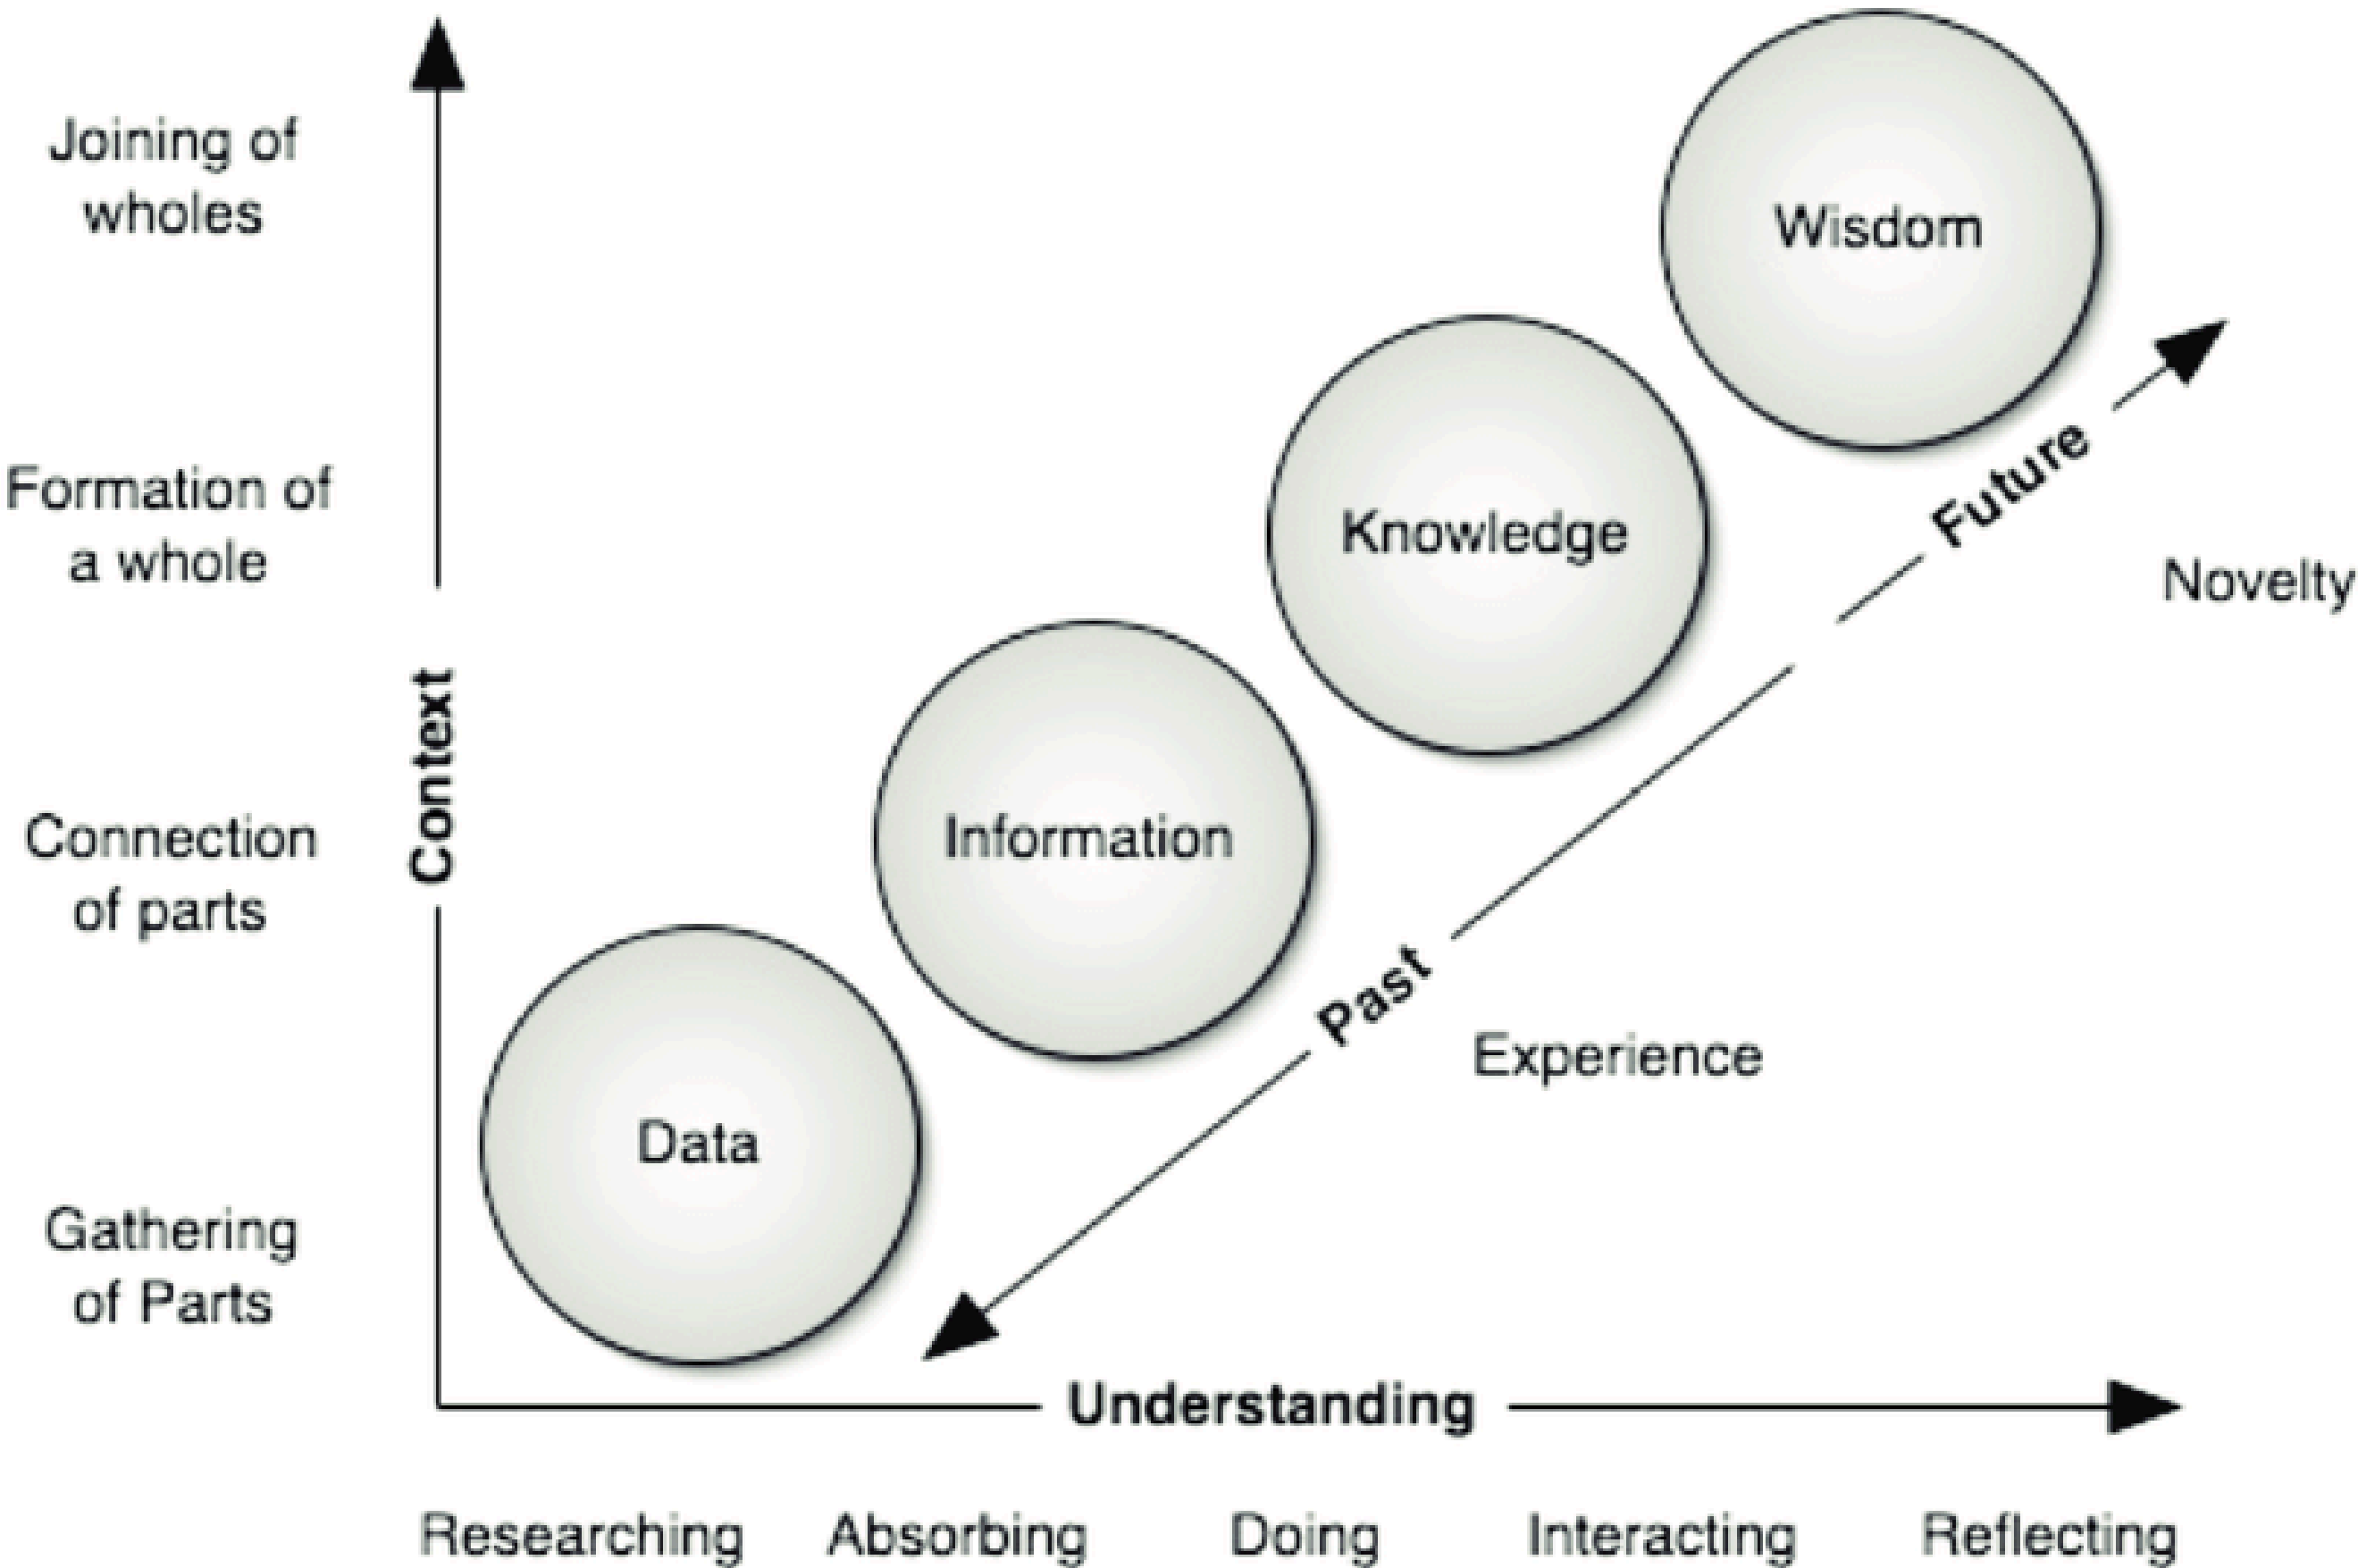 Joining of
wholes
Wisdom
Formation of
a whole
Knowledge
Future
Novelty
Context
Connection
of parts
Information
Past
Experience
Data
Gathering
of Parts
Understanding
Researching
Absorbing
Doing
Interacting
Reflecting